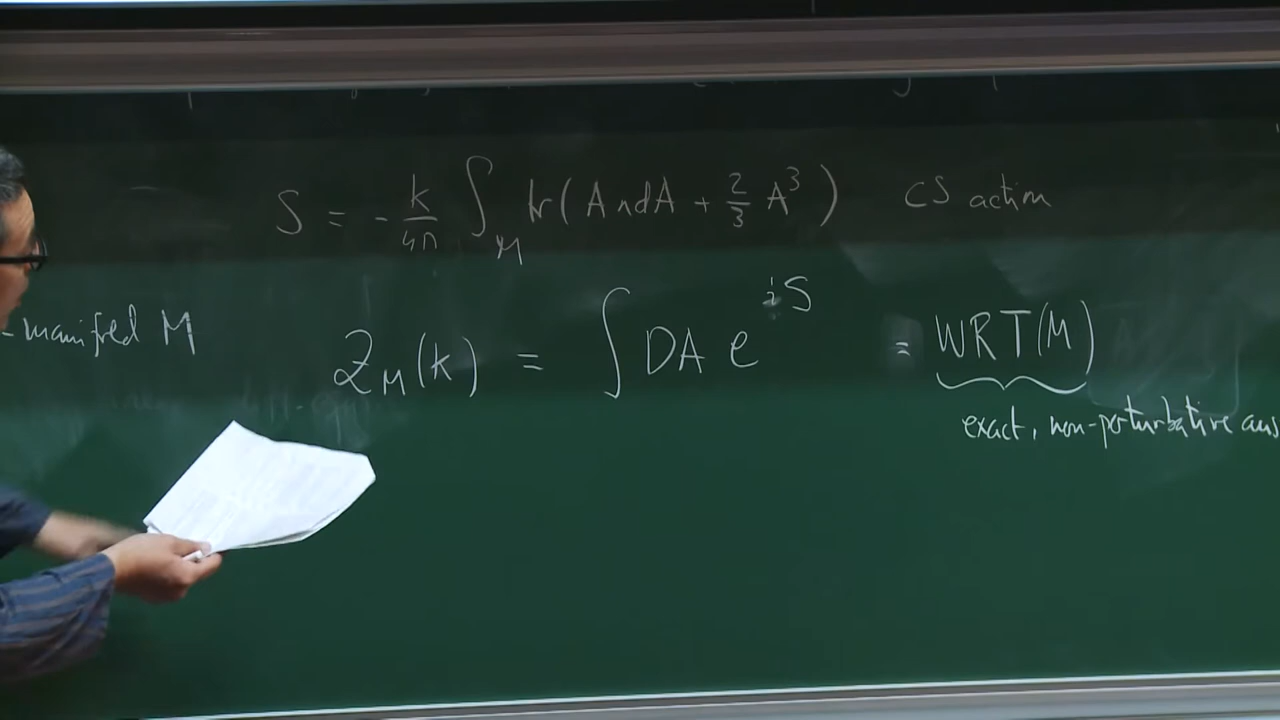 S = - k/4π ∫_M tr(A∧dA + 2/3 A³) CS action
-manifold M
Z_M(k) = ∫ DA e^{iS} = WRT(M)
exact, non-perturbative ans